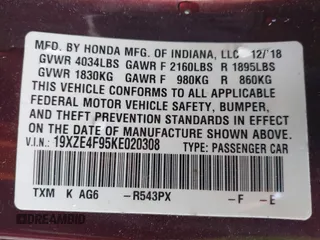 MFD. BY HONDA MFG. OF INDIANA, LLC 12/18
GVWR 4034LBS GAWR F 2160LBS R 1895LBS
GVWR 1830KG GAWR F 980KG R 860KG
THIS VEHICLE CONFORMS TO ALL APPLICABLE
FEDERAL MOTOR VEHICLE SAFETY, BUMPER,
AND THEFT PREVENTION STANDARDS IN EFFECT ON THE
DATE OF MANUFACTURE SHOWN ABOVE.
V.I.N.: 19XZE4F95KE020308 TYPE: PASSENGER CAR
TXM K AG6 -R543PX -F -E
DREAMBID